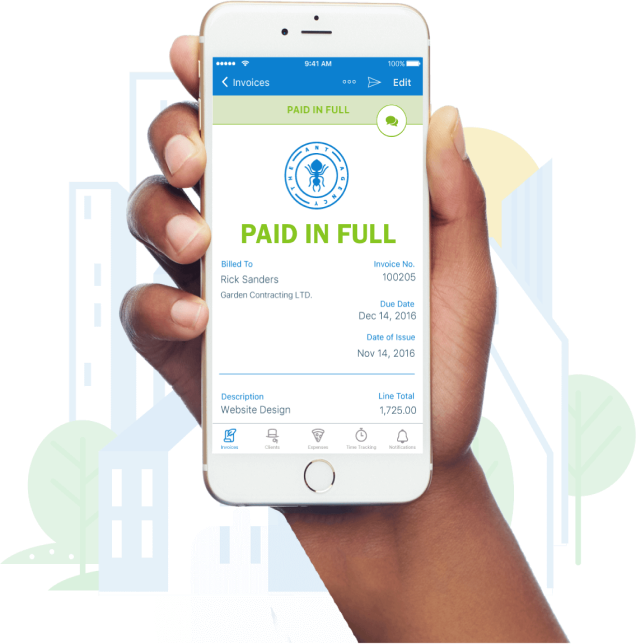 9:41 AM
100%
Invoices
Edit
PAID IN FULL
THE ANT AGENCY
PAID IN FULL
Billed To
Invoice No.
Rick Sanders
100205
Garden Contracting LTD.
Due Date
Dec 14, 2016
Date of Issue
Nov 14, 2016
Description
Line Total
Website Design
1,725.00
Invoices
Clients
Expenses
Time Tracking
Notifications